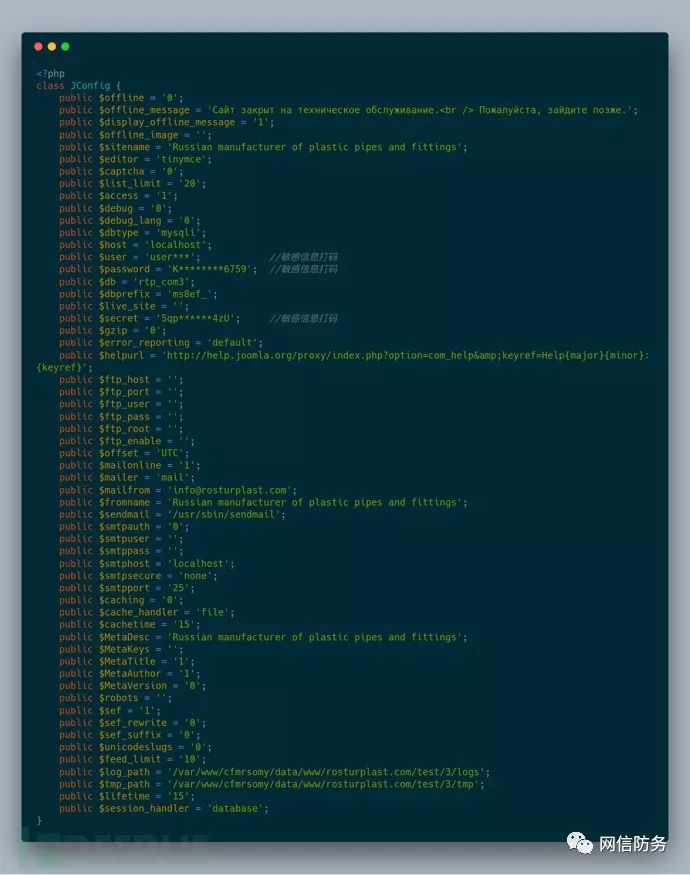 <?php
class JConfig {
public $offline = '0';
public $offline_message = 'Сайт закрыт на техническое обслуживание.<br /> Пожалуйста, зайдите позже.';
public $display_offline_message = '1';
public $offline_image = '';
public $sitename = 'Russian manufacturer of plastic pipes and fittings';
public $editor = 'tinymce';
public $captcha = '0';
public $list_limit = '20';
public $access = '1';
public $debug = '0';
public $debug_lang = '0';
public $dbtype = 'mysqli';
public $host = 'localhost';
public $user = 'user***'; //敏感信息打码
public $password = 'K********6759'; //敏感信息打码
public $db = 'rtp_com3';
public $dbprefix = 'ms8ef_';
public $live_site = '';
public $secret = '5qp******4zU'; //敏感信息打码
public $gzip = '0';
public $error_reporting = 'default';
public $helpurl = 'http://help.joomla.org/proxy/index.php?option=com_help&amp;keyref=Help{major}{minor}:
{keyref}';
public $ftp_host = '';
public $ftp_port = '';
public $ftp_user = '';
public $ftp_pass = '';
public $ftp_root = '';
public $ftp_enable = '';
public $offset = 'UTC';
public $mailonline = '1';
public $mailer = 'mail';
public $mailfrom = 'info@rosturplast.com';
public $fromname = 'Russian manufacturer of plastic pipes and fittings';
public $sendmail = '/usr/sbin/sendmail';
public $smtpauth = '0';
public $smtpuser = '';
public $smtppass = '';
public $smtphost = 'localhost';
public $smtpsecure = 'none';
public $smtpport = '25';
public $caching = '0';
public $cache_handler = 'file';
public $cachetime = '15';
public $MetaDesc = 'Russian manufacturer of plastic pipes and fittings';
public $MetaKeys = '';
public $MetaTitle = '1';
public $MetaAuthor = '1';
public $MetaVersion = '0';
public $robots = '';
public $sef = '1';
public $sef_rewrite = '0';
public $sef_suffix = '0';
public $unicodeslugs = '0';
public $feed_limit = '10';
public $log_path = '/var/www/cfmrsomy/data/www/rosturplast.com/test/3/logs';
public $tmp_path = '/var/www/cfmrsomy/data/www/rosturplast.com/test/3/tmp';
public $lifetime = '15';
public $session_handler = 'database';
}
网信防务